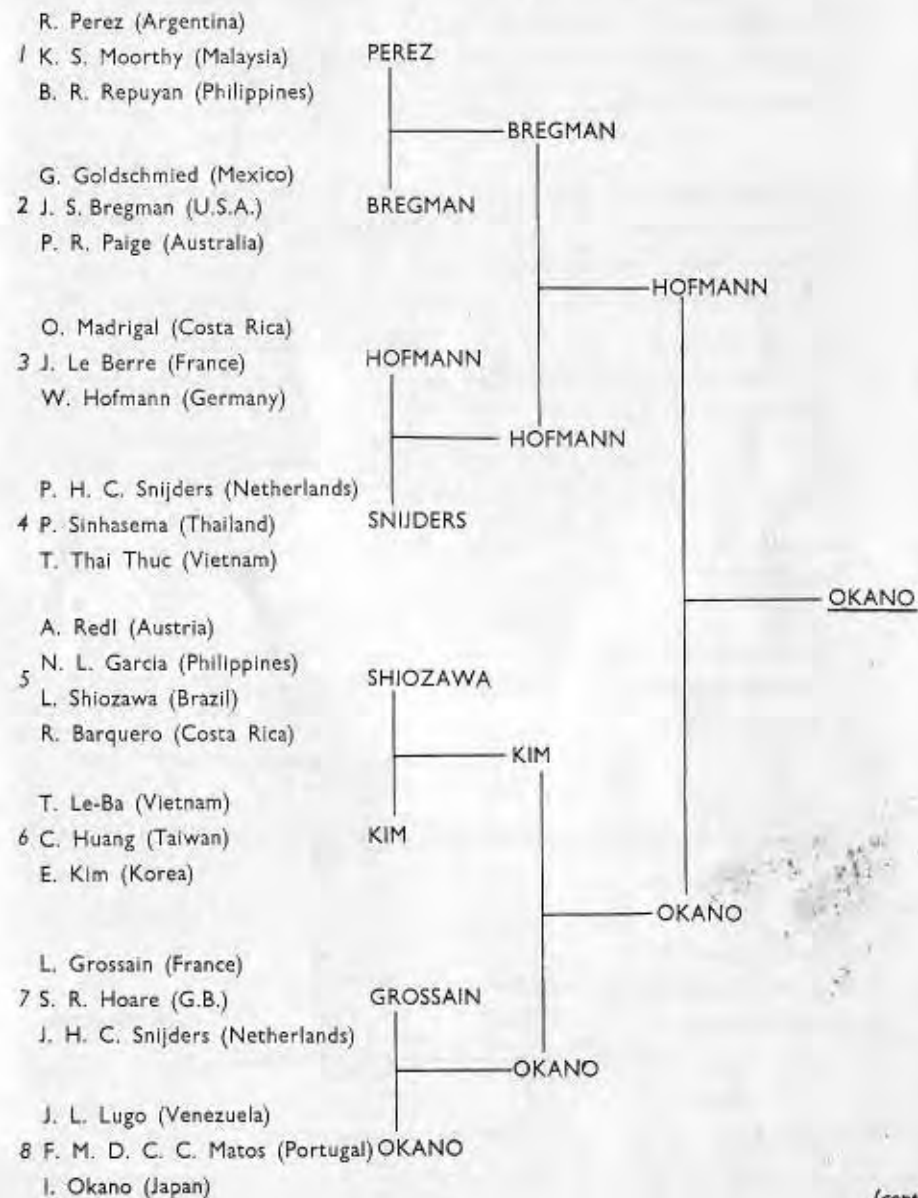 R. Perez (Argentina)
1 K. S. Moorthy (Malaysia) PEREZ
B. R. Repuyan (Philippines)
BREGMAN
G. Goldschmied (Mexico)
2 J. S. Bregman (U.S.A.) BREGMAN
P. R. Paige (Australia)
HOFMANN
O. Madrigal (Costa Rica)
3 J. Le Berre (France) HOFMANN
W. Hofmann (Germany)
HOFMANN
P. H. C. Snijders (Netherlands)
4 P. Sinhasema (Thailand) SNIJDERS
T. Thai Thuc (Vietnam)
OKANO
A. Redl (Austria)
5 N. L. Garcia (Philippines)
L. Shiozawa (Brazil) SHIOZAWA
R. Barquero (Costa Rica)
KIM
T. Le-Ba (Vietnam)
6 C. Huang (Taiwan) KIM
E. Kim (Korea)
OKANO
L. Grossain (France)
7 S. R. Hoare (G.B.) GROSSAIN
J. H. C. Snijders (Netherlands)
OKANO
J. L. Lugo (Venezuela)
8 F. M. D. C. C. Matos (Portugal) OKANO
I. Okano (Japan)